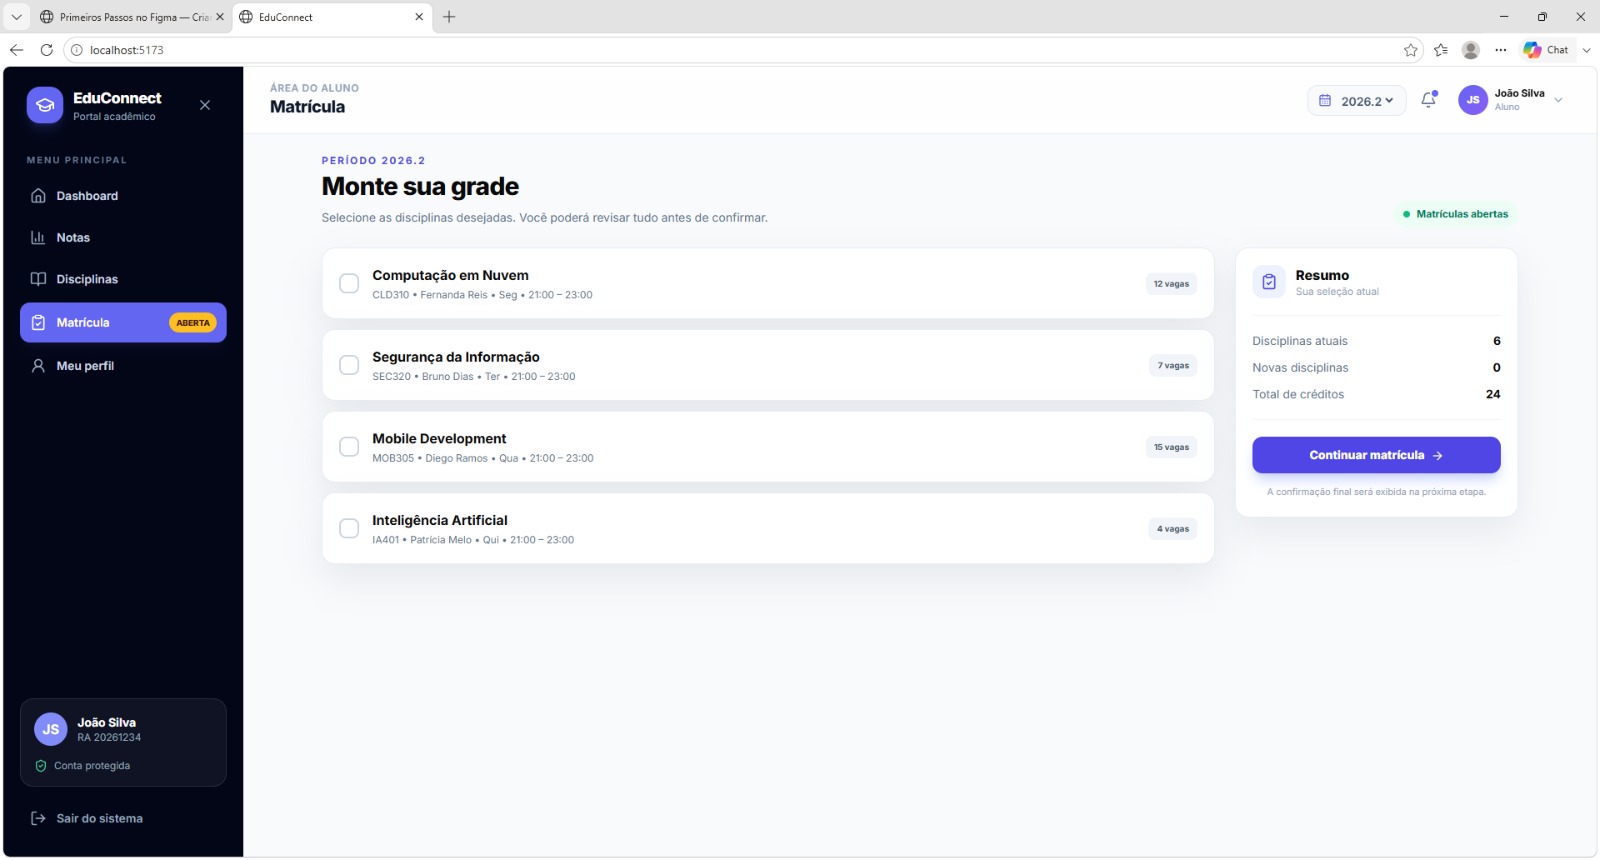 Primeiros Passos no Figma — Cria
EduConnect
localhost:5173
Chat
EduConnect
Portal acadêmico
MENU PRINCIPAL
Dashboard
Notas
Disciplinas
Matrícula
ABERTA
Meu perfil
JS
João Silva
RA 20261234
Conta protegida
Sair do sistema
ÁREA DO ALUNO
Matrícula
2026.2
JS
João Silva
Aluno
PERÍODO 2026.2
Monte sua grade
Selecione as disciplinas desejadas. Você poderá revisar tudo antes de confirmar.
Matrículas abertas
Computação em Nuvem
CLD310 • Fernanda Reis • Seg • 21:00 – 23:00
12 vagas
Segurança da Informação
SEC320 • Bruno Dias • Ter • 21:00 – 23:00
7 vagas
Mobile Development
MOB305 • Diego Ramos • Qua • 21:00 – 23:00
15 vagas
Inteligência Artificial
IA401 • Patrícia Melo • Qui • 21:00 – 23:00
4 vagas
Resumo
Sua seleção atual
Disciplinas atuais 6
Novas disciplinas 0
Total de créditos 24
Continuar matrícula →
A confirmação final será exibida na próxima etapa.